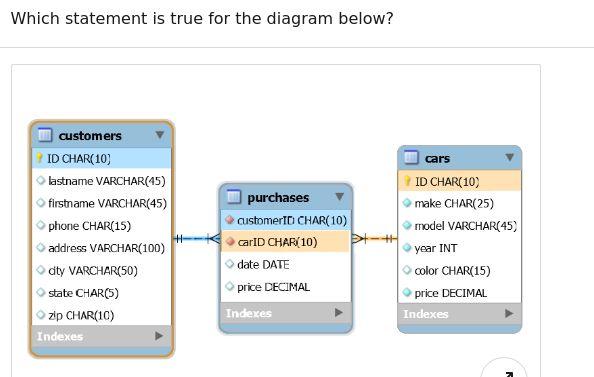 Which statement is true for the diagram below?
customers
ID CHAR(10)
lastname VARCHAR(45)
firstname VARCHAR(45)
phone CHAR(15)
address VARCHAR(100)
city VARCHAR(50)
state CHAR(5)
zip CHAR(10)
Indexes
purchases
customerID CHAR(10)
carID CHAR(10)
date DATE
price DECIMAL
Indexes
cars
ID CHAR(10)
make CHAR(25)
model VARCHAR(45)
year INT
color CHAR(15)
price DECIMAL
Indexes